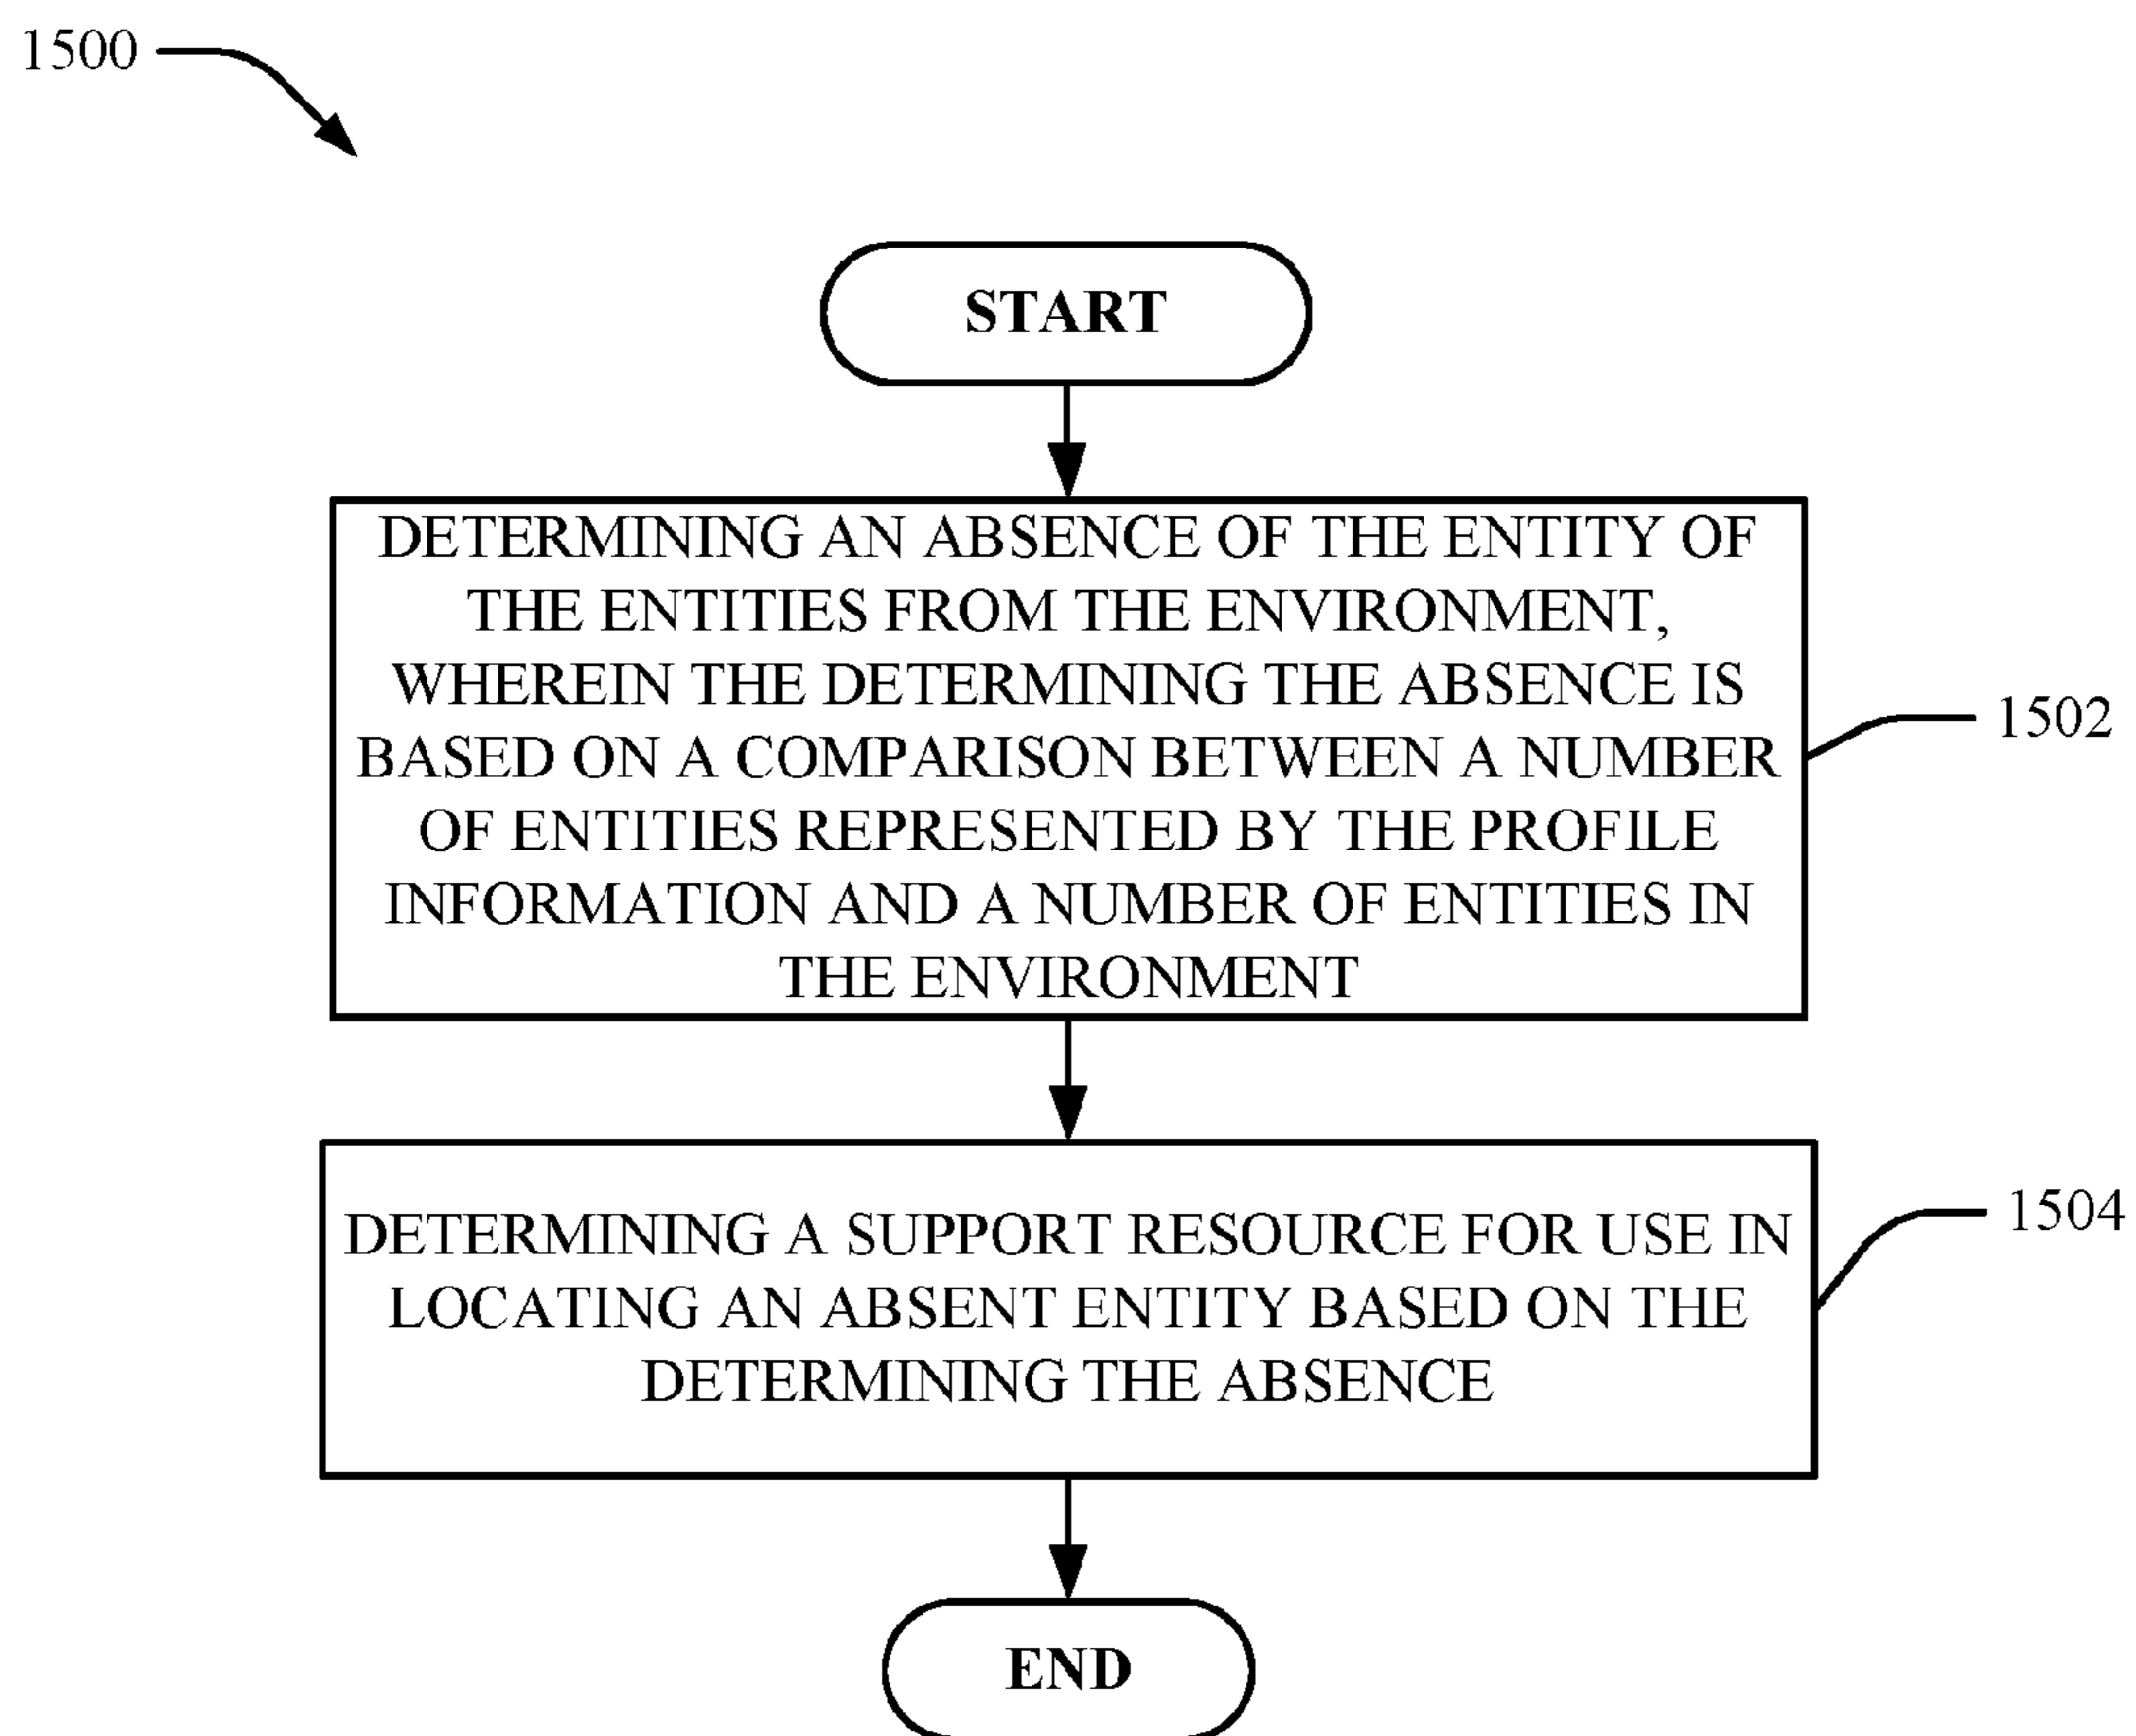 1500
START
DETERMINING AN ABSENCE OF THE ENTITY OF
THE ENTITIES FROM THE ENVIRONMENT,
WHEREIN THE DETERMINING THE ABSENCE IS
BASED ON A COMPARISON BETWEEN A NUMBER
OF ENTITIES REPRESENTED BY THE PROFILE
INFORMATION AND A NUMBER OF ENTITIES IN
THE ENVIRONMENT
1502
DETERMINING A SUPPORT RESOURCE FOR USE IN
LOCATING AN ABSENT ENTITY BASED ON THE
DETERMINING THE ABSENCE
1504
END